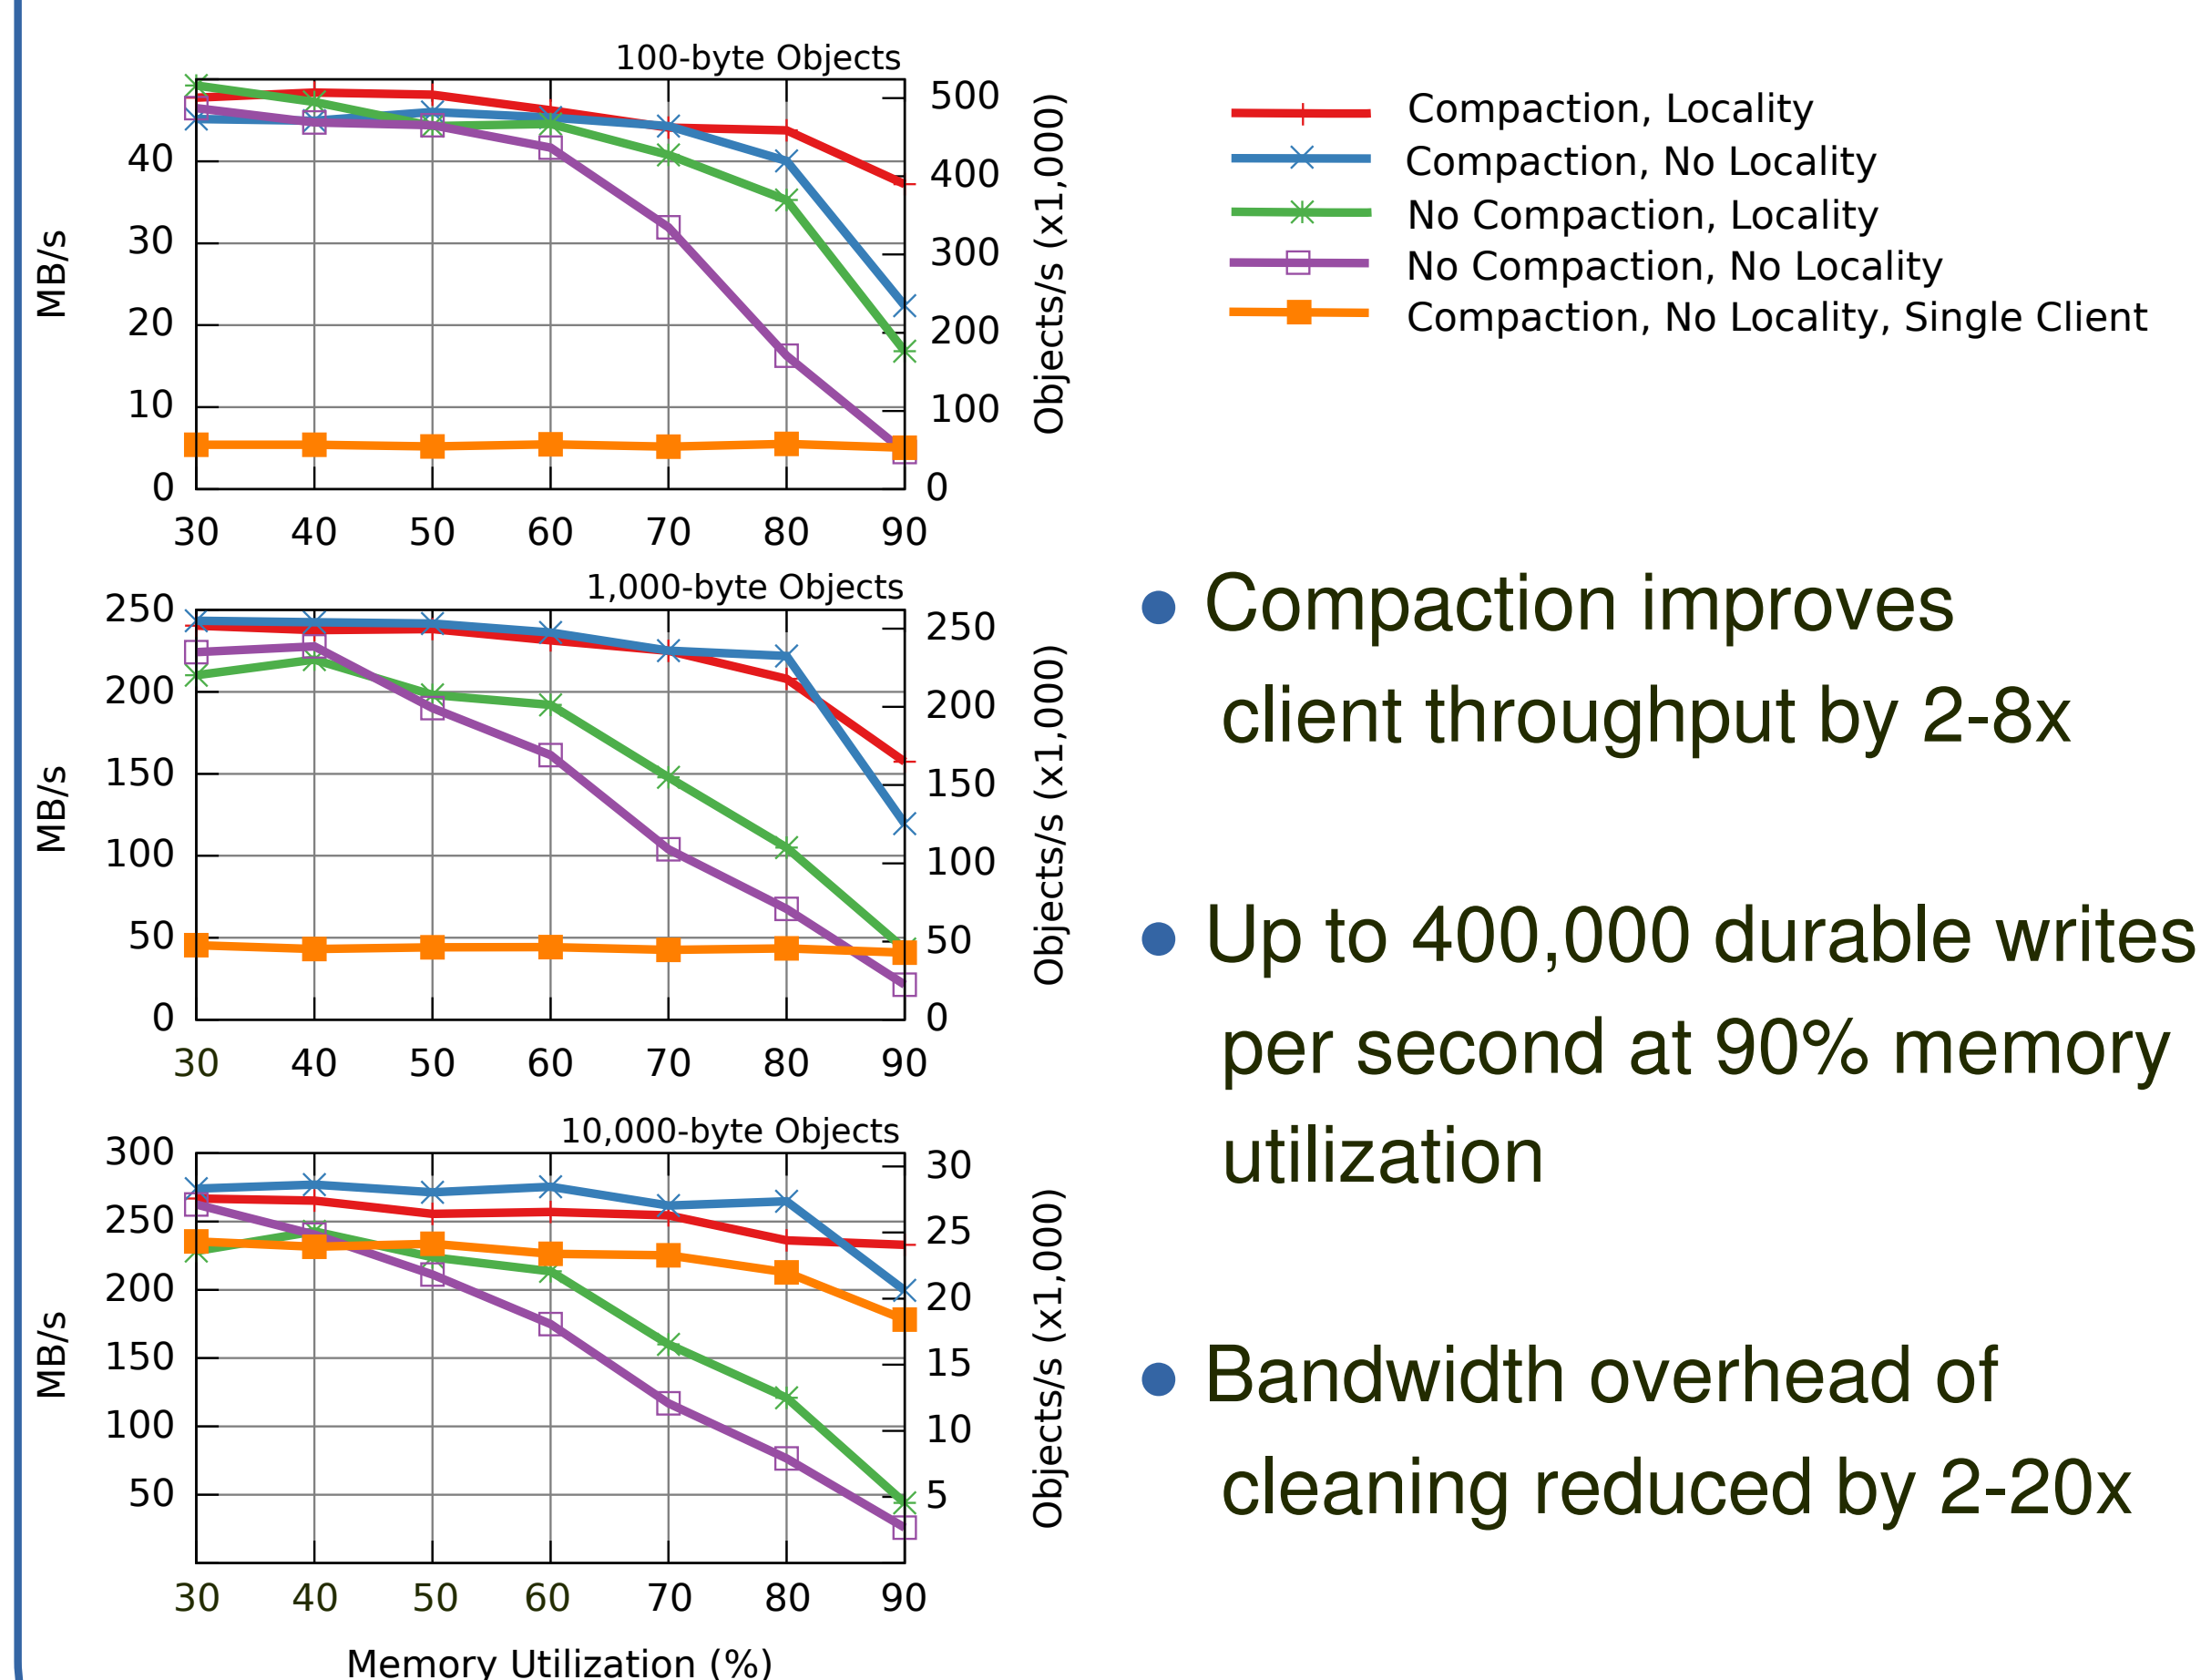 100-byte Objects
MB/s
40
30
20
10
0
500
400
300
200
100
0
Objects/s (x1,000)
30 40 50 60 70 80 90
1,000-byte Objects
MB/s
250
200
150
100
50
0
250
200
150
100
50
0
Objects/s (x1,000)
30 40 50 60 70 80 90
10,000-byte Objects
MB/s
300
250
200
150
100
50
30
25
20
15
10
5
Objects/s (x1,000)
30 40 50 60 70 80 90
Memory Utilization (%)
Compaction, Locality
Compaction, No Locality
No Compaction, Locality
No Compaction, No Locality
Compaction, No Locality, Single Client
• Compaction improves
client throughput by 2-8x
• Up to 400,000 durable writes
per second at 90% memory
utilization
• Bandwidth overhead of
cleaning reduced by 2-20x